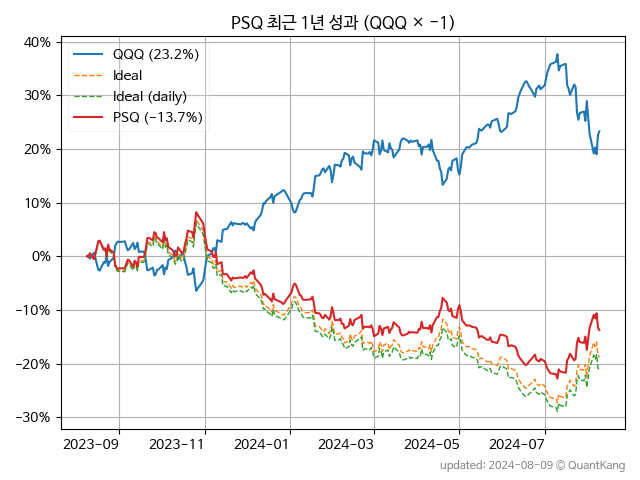 PSQ 최근 1년 성과 (QQQ × −1)
40%
30%
20%
10%
0%
−10%
−20%
−30%
QQQ (23.2%)
Ideal
Ideal (daily)
PSQ (−13.7%)
2023-09 2023-11 2024-01 2024-03 2024-05 2024-07
updated: 2024-08-09 © QuantKang